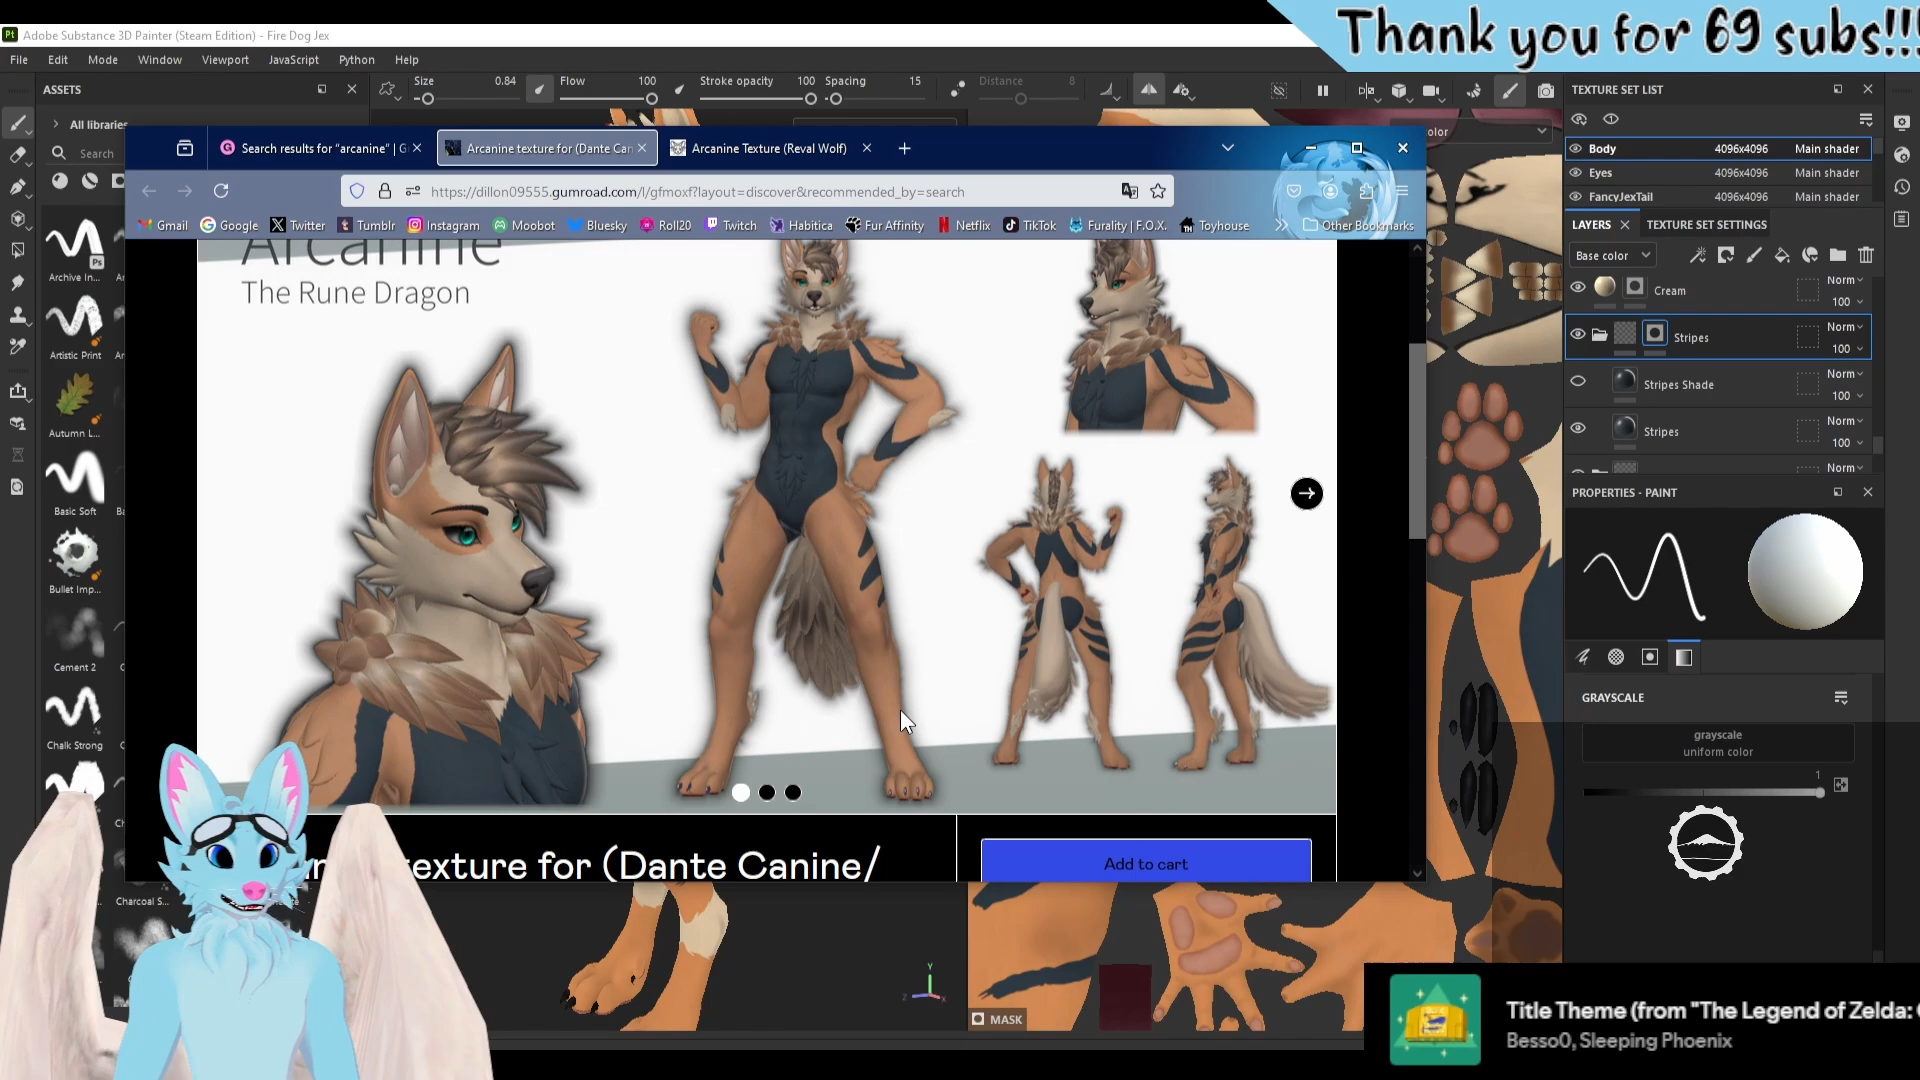 Thank you for 69 subs!!!
Adobe Substance 3D Painter (Steam Edition) - Fire Dog Jex
File Edit Mode Window Viewport JavaScript Python Help
ASSETS
Size 0.84 Flow 100 Stroke opacity 100 Spacing 15 Distance 8
TEXTURE SET LIST
All libraries
Search
Search results for "arcanine" | G
Arcanine texture for (Dante Can
Arcanine Texture (Reval Wolf)
olor
Body 4096x4096 Main shader
Eyes 4096x4096 Main shader
FancyJexTail 4096x4096 Main shader
https://dillon09555.gumroad.com/l/gfmoxf?layout=discover&recommended_by=search
Gmail Google Twitter Tumblr Instagram Moobot Bluesky Roll20 Twitch Habitica Fur Affinity Netflix TikTok Furality | F.O.X. Toyhouse Other Bookmarks
LAYERS TEXTURE SET SETTINGS
Base color
Arcanine
The Rune Dragon
Cream Norm 100
Stripes Norm 100
Stripes Shade Norm 100
Stripes Norm 100
Norm
Archive In...
Ps
Artistic Print
Autumn L...
Basic Soft
Bullet Imp...
Cement 2
Chalk Strong
Charcoal S...
PROPERTIES - PAINT
GRAYSCALE
grayscale
uniform color
1
texture for (Dante Canine/
Add to cart
Y
Z X
MASK
Title Theme (from "The Legend of Zelda:
Besso0, Sleeping Phoenix